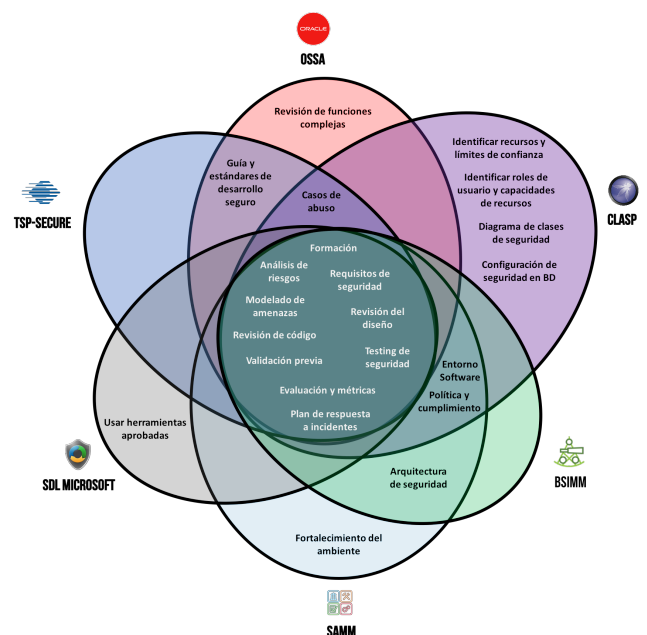 ORACLE
OSSA
Revisión de funciones
complejas
Identificar recursos y
límites de confianza
Guía y
estándares de
desarrollo
seguro
Identificar roles de
usuario y capacidades
de recursos
Casos de
abuso
TSP-SECURE
CLASP
Diagrama de clases
de seguridad
Formación
Configuración de
seguridad en BD
Análisis de
riesgos
Requisitos de
seguridad
Modelado de
amenazas
Revisión del
diseño
Revisión de código
Validación previa
Testing de
seguridad
Entorno
Software
Evaluación y métricas
Política y
cumplimiento
Plan de respuesta
a incidentes
Usar herramientas
aprobadas
Arquitectura
de seguridad
SDL MICROSOFT
BSIMM
Fortalecimiento del
ambiente
SAMM